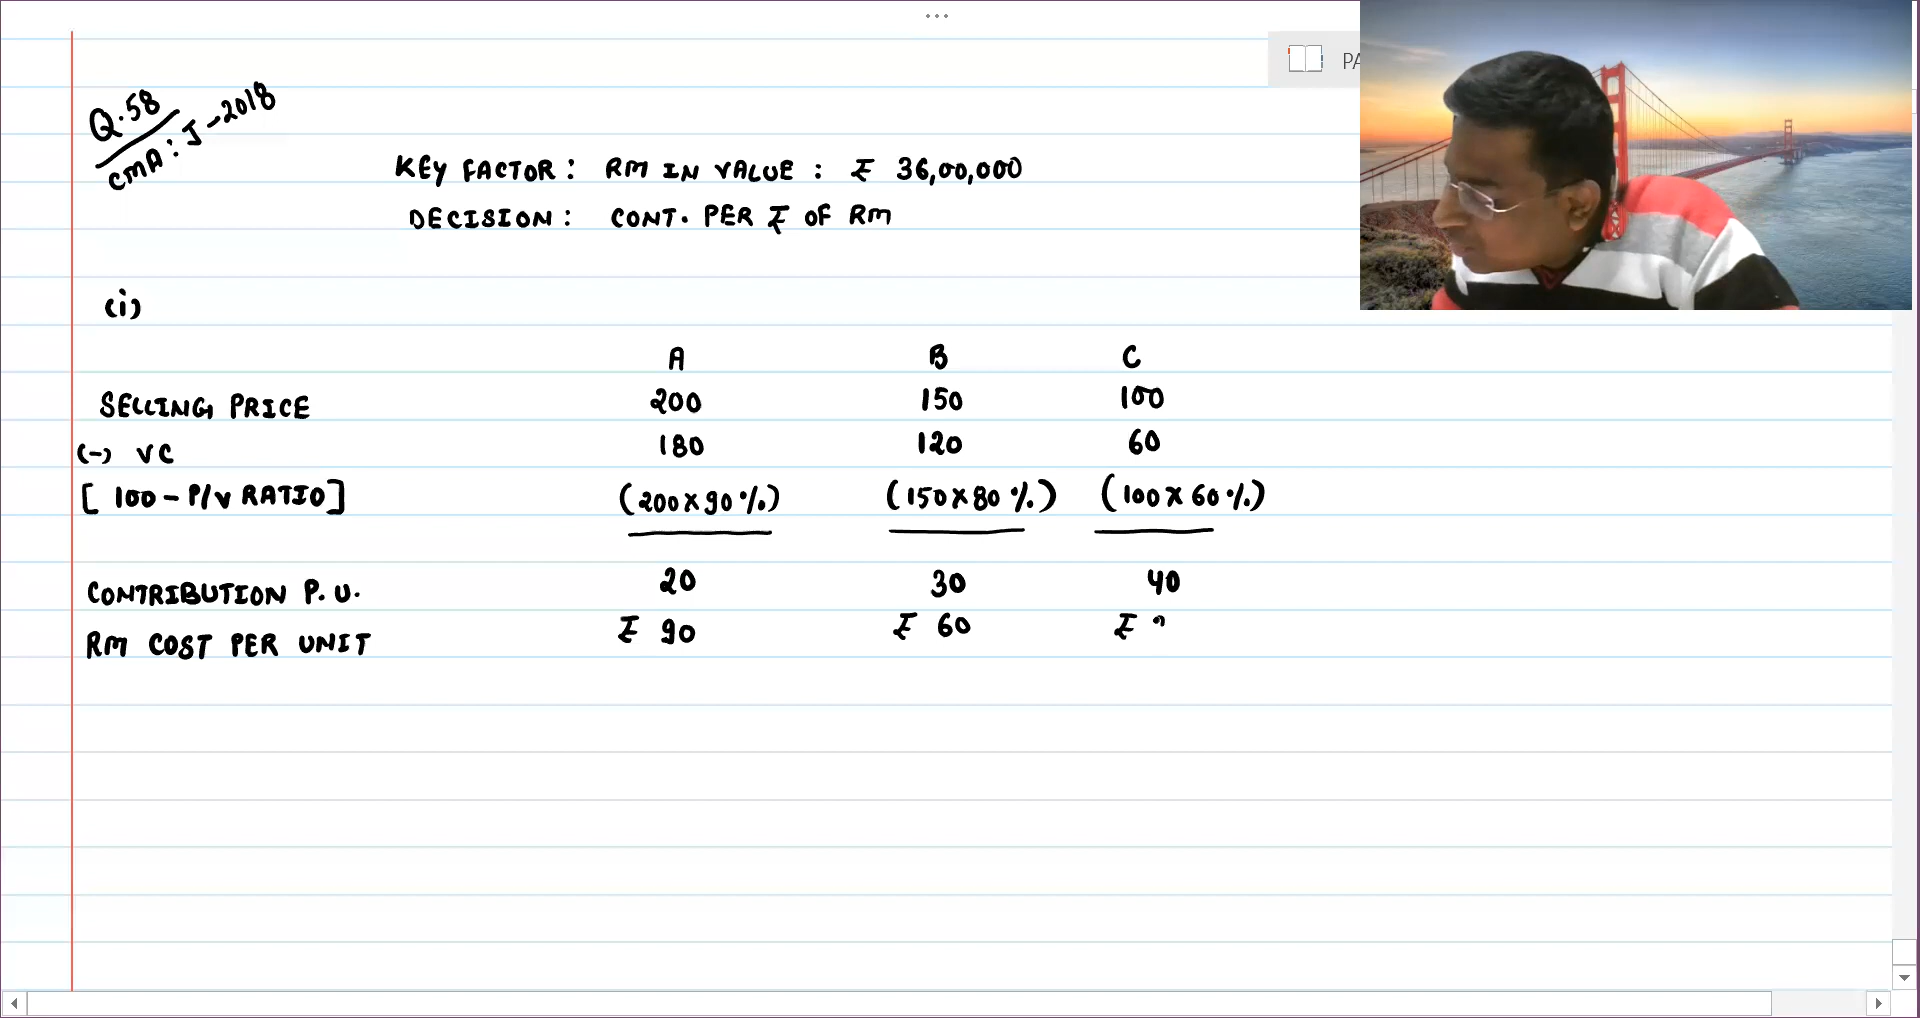 Q.58
CMA: J-2018
PA
KEY FACTOR: RM IN VALUE : ₹ 36,00,000
DECISION: CONT. PER ₹ OF RM
(i)
A B C
SELLING PRICE 200 150 100
(-) VC 180 120 60
[100 - P/V RATIO] (200 X 90%) (150 X 80%) (100 X 60%)
CONTRIBUTION P.U. 20 30 40
RM COST PER UNIT ₹ 90 ₹ 60 ₹